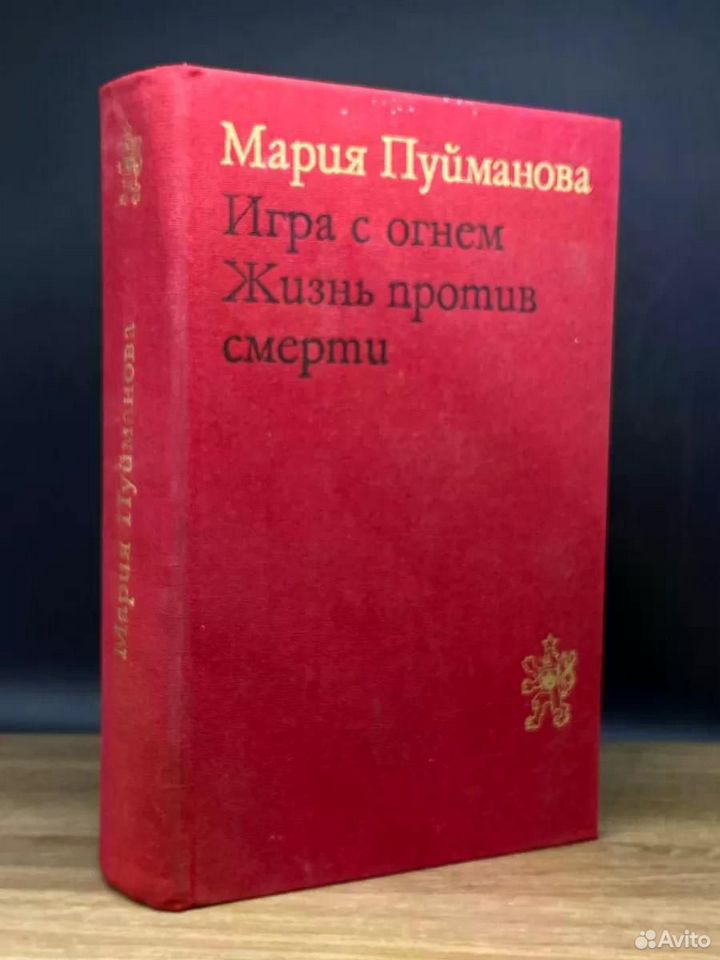 Мария Пуйманова
Игра с огнем
Жизнь против
смерти
Мария Пуйманова
Avito